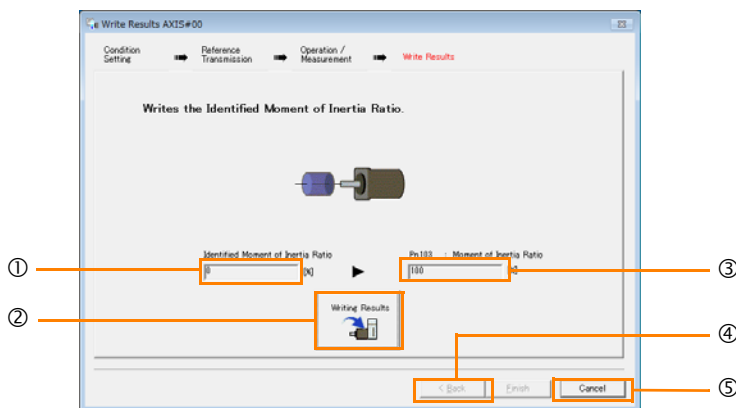 Write Results AXIS#00
Condition Setting
Reference Transmission
Operation / Measurement
Write Results
Writes the Identified Moment of Inertia Ratio.
Identified Moment of Inertia Ratio
Pn103 : Moment of Inertia Ratio
① 0 [%]
100 ③
② Writing Results
④
< Back Finish Cancel ⑤